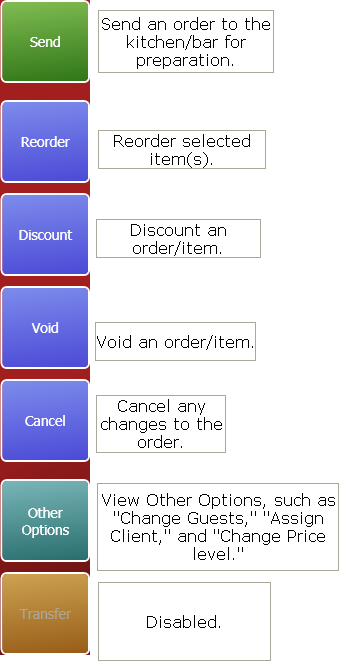 Send
Send an order to the
kitchen/bar for
preparation.
Reorder
Reorder selected
item(s).
Discount
Discount an
order/item.
Void
Void an order/item.
Cancel
Cancel any
changes to the
order.
Other
Options
View Other Options, such as
"Change Guests," "Assign
Client," and "Change Price
level."
Transfer
Disabled.